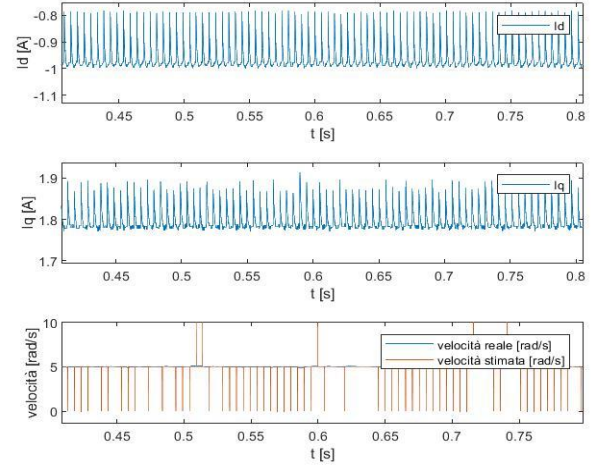 -0.8
-0.9
-1
-1.1
Id [A]
Id
0.45 0.5 0.55 0.6 0.65 0.7 0.75 0.8
t [s]
1.9
1.8
1.7
Iq [A]
Iq
0.45 0.5 0.55 0.6 0.65 0.7 0.75 0.8
t [s]
10
5
0
velocità [rad/s]
velocità reale [rad/s]
velocità stimata [rad/s]
0.45 0.5 0.55 0.6 0.65 0.7 0.75
t [s]